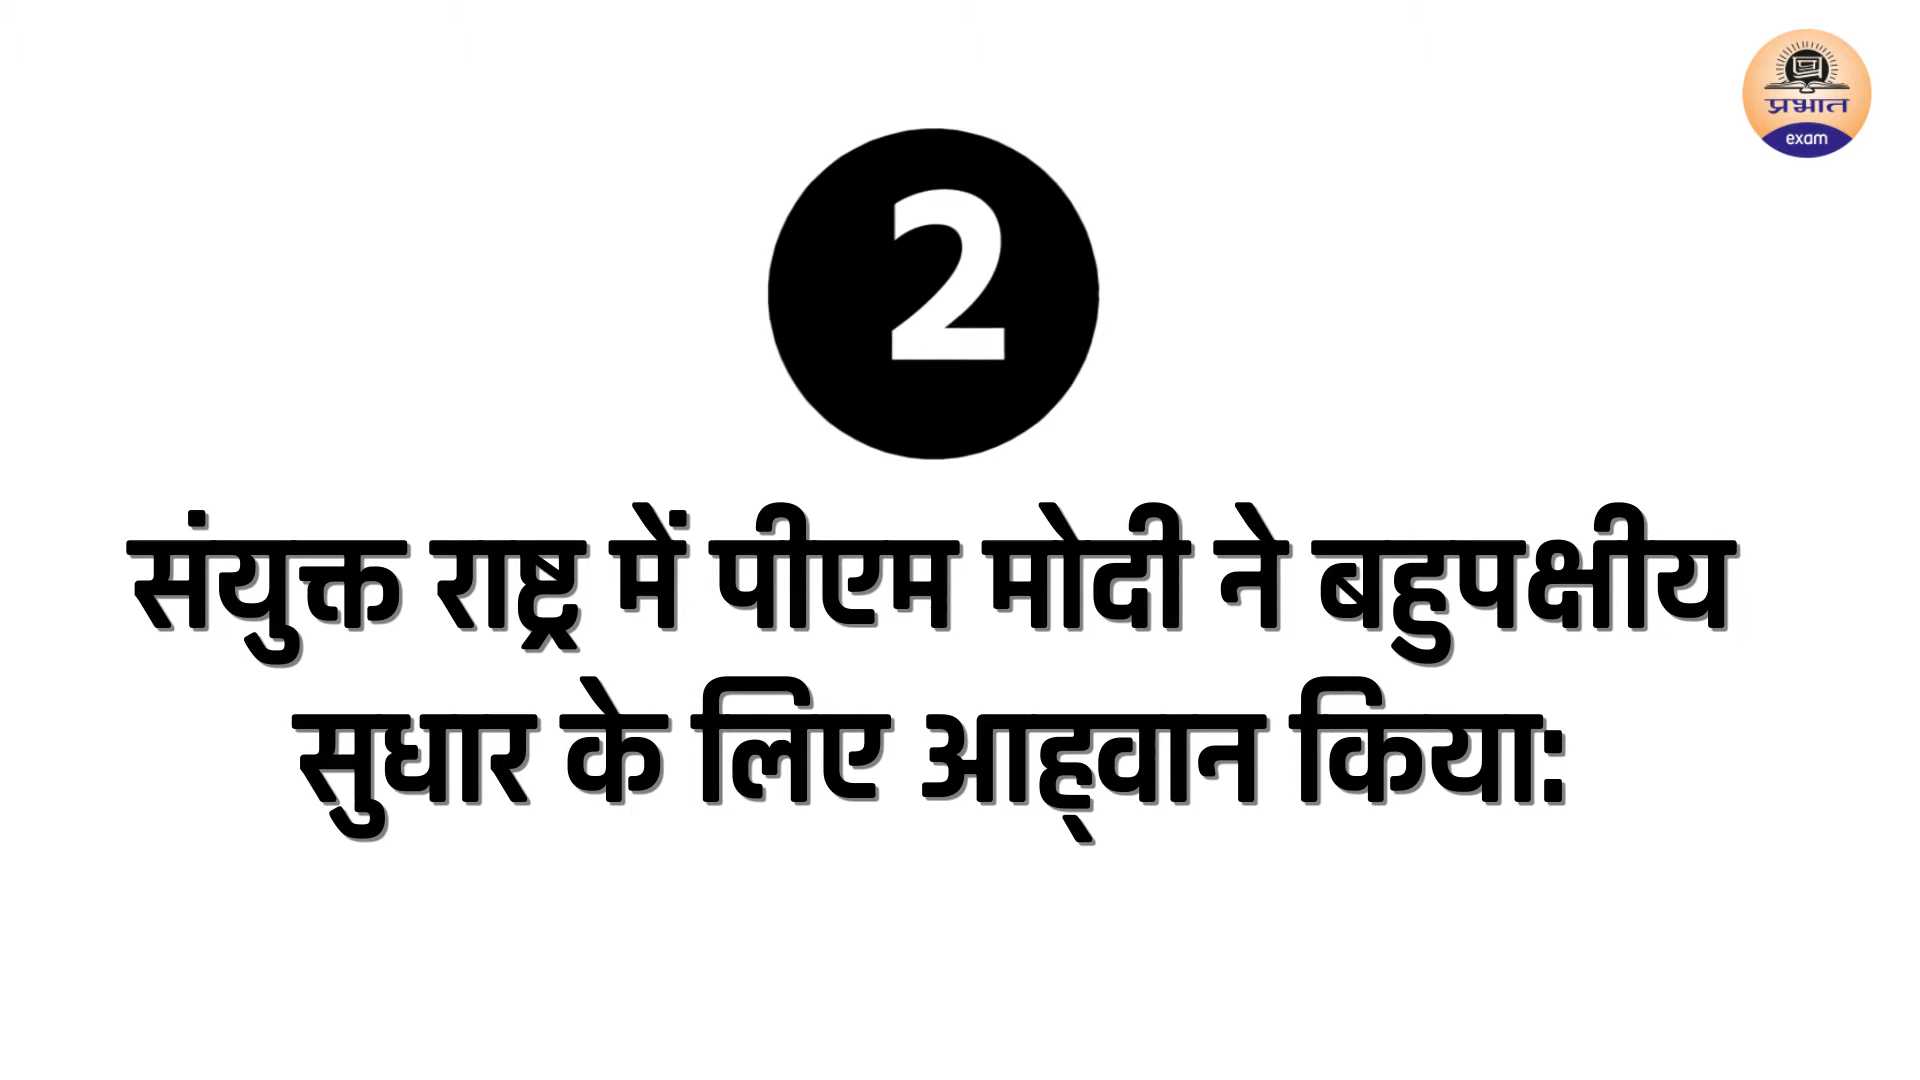 प्रभात
exam
2
संयुक्त राष्ट्र में पीएम मोदी ने बहुपक्षीय
सुधार के लिए आह्‌वान किया: